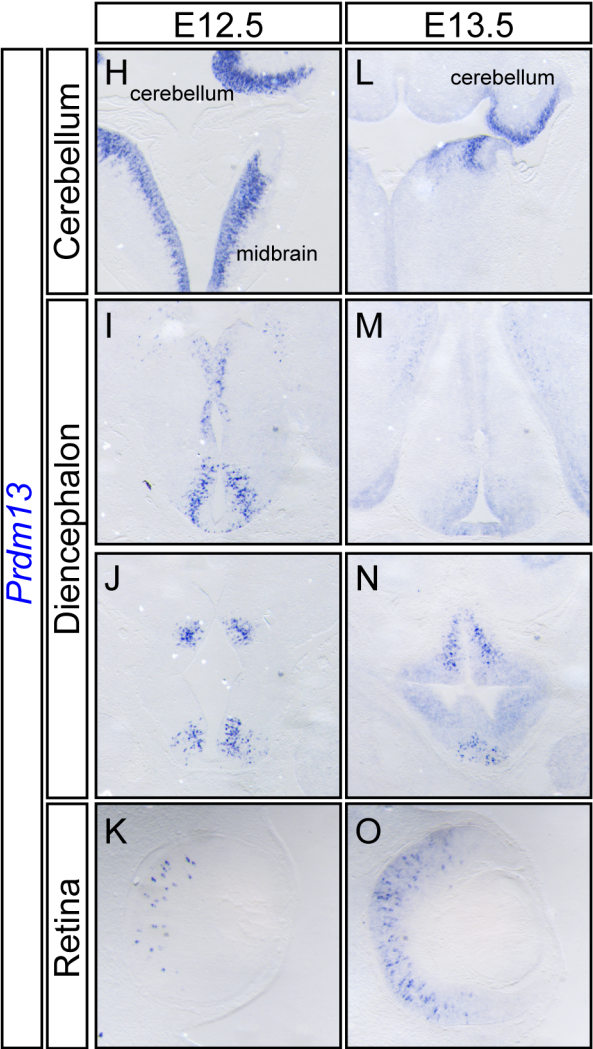 E12.5
E13.5
Prdm13
Cerebellum
H
cerebellum
midbrain
L
cerebellum
Diencephalon
I
M
J
N
Retina
K
O